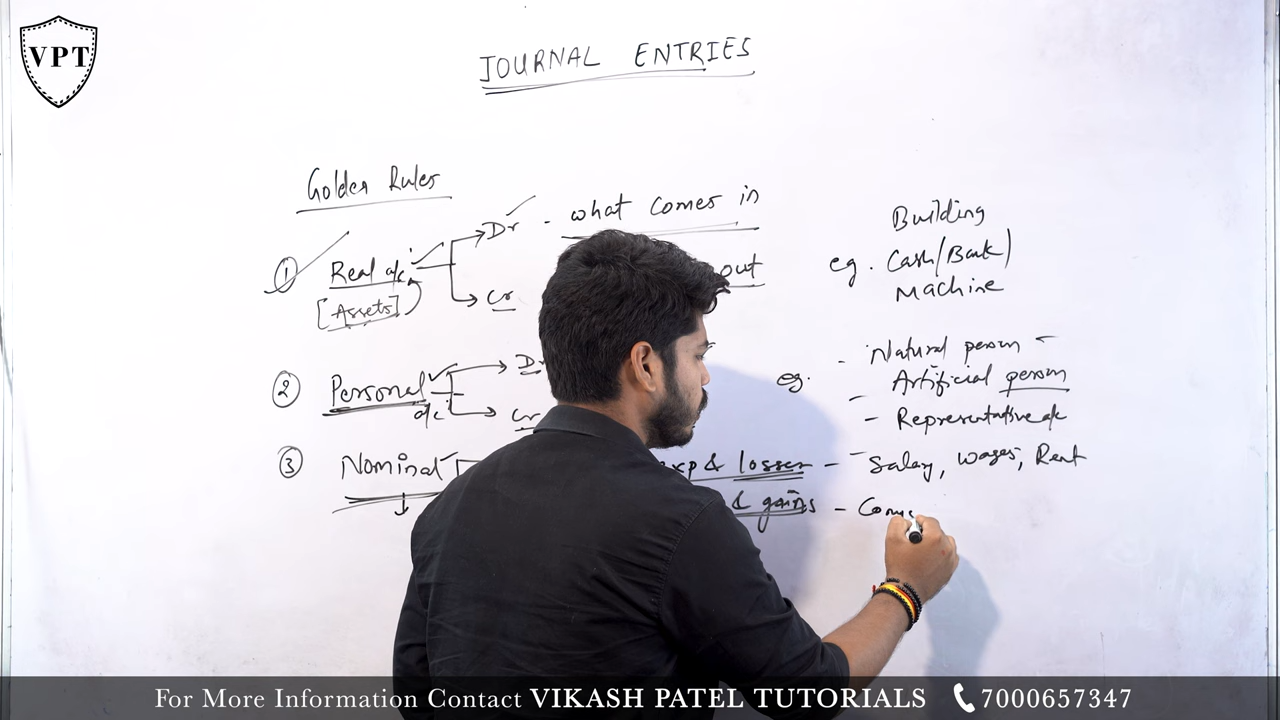 VPT
JOURNAL ENTRIES
Golden Rules
① Real a/c
[Assets]
Dr - what comes in
Cr
out
eg. Building
Cash/Bank/
Machine
② Personal a/c
Dr
Cr
eg. - Natural person -
- Artificial person
- Representative a/c
③ Nominal
exp & losses - Salary, wages, Rent
& gains - Comm
For More Information Contact VIKASH PATEL TUTORIALS 7000657347